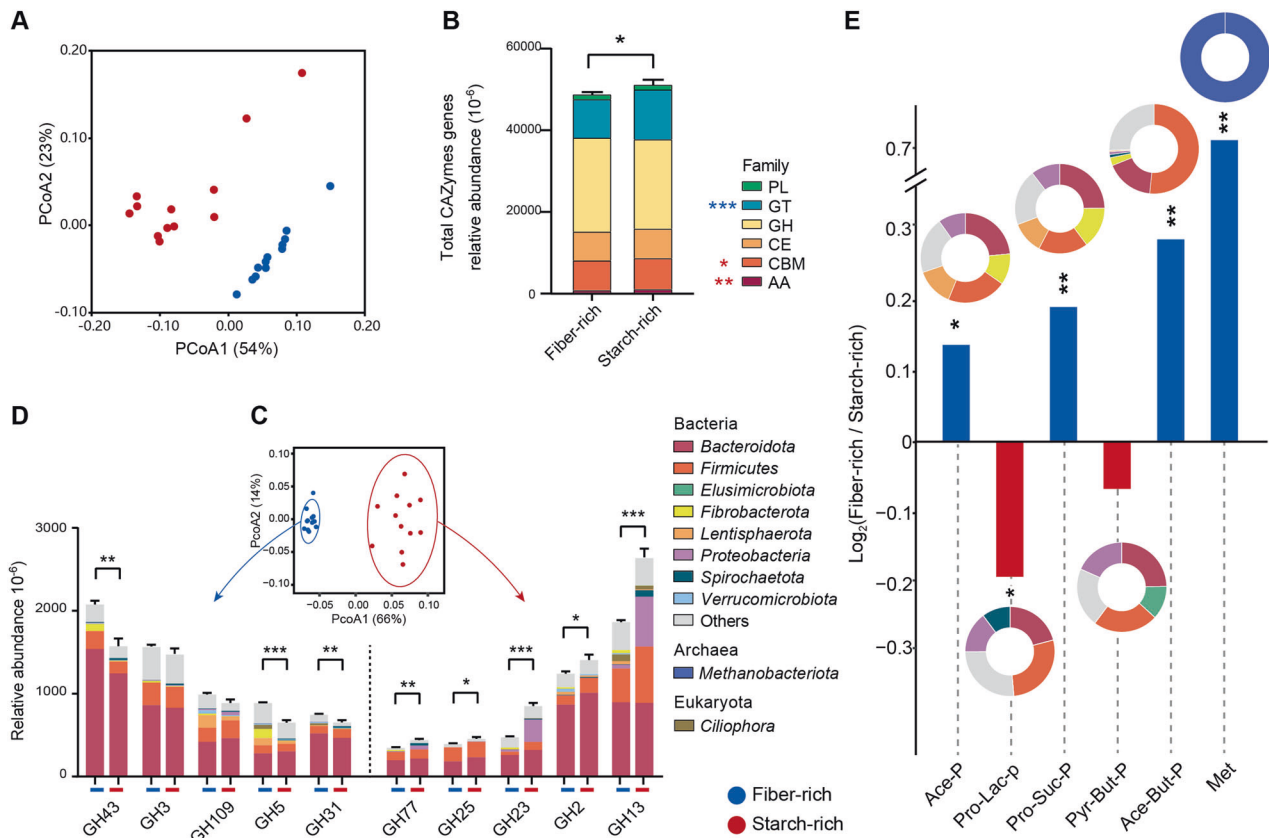 A
0.20
0.10
0.00
−0.10
PCoA2 (23%)
−0.20
−0.10
0.00
0.10
0.20
PCoA1 (54%)
B
60000
40000
20000
0
Total CAZymes genes
relative abundance (10-6)
*
Fiber-rich
Starch-rich
Family
PL
*** GT
GH
CE
* CBM
** AA
E
0.7
0.3
0.2
0.1
0
−0.1
−0.2
−0.3
Log2(Fiber-rich / Starch-rich)
*
*
**
**
**
Ace-P
Pro-Lac-p
Pro-Suc-P
Pyr-But-P
Ace-But-P
Met
D
3000
2000
1000
0
Relative abundance 10-6)
**
***
**
**
*
***
*
***
GH43
GH3
GH109
GH5
GH31
GH77
GH25
GH23
GH2
GH13
C
0.10
0.05
0.00
−0.05
−0.10
PcoA2 (14%)
−0.05
0.00
0.05
0.10
PcoA1 (66%)
Bacteria
Bacteroidota
Firmicutes
Elusimicrobiota
Fibrobacterota
Lentisphaerota
Proteobacteria
Spirochaetota
Verrucomicrobiota
Others
Archaea
Methanobacteriota
Eukaryota
Ciliophora
Fiber-rich
Starch-rich